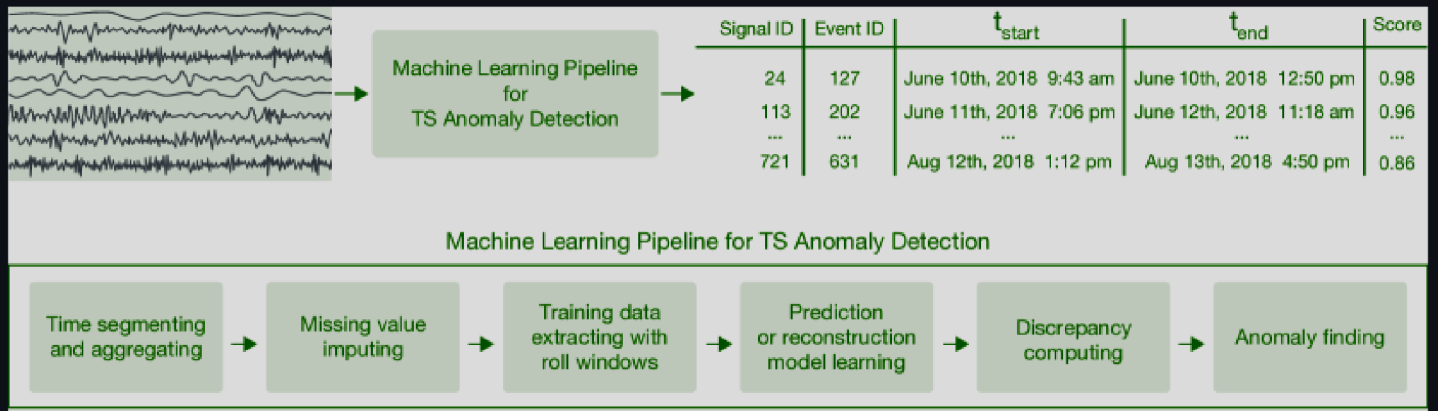 Machine Learning Pipeline
for
TS Anomaly Detection
Signal ID Event ID t start t end Score
24 127 June 10th, 2018 9:43 am June 10th, 2018 12:50 pm 0.98
113 202 June 11th, 2018 7:06 pm June 12th, 2018 11:18 am 0.96
... ... ... ... ...
721 631 Aug 12th, 2018 1:12 pm Aug 13th, 2018 4:50 pm 0.86
Machine Learning Pipeline for TS Anomaly Detection
Time segmenting
and aggregating
Missing value
imputing
Training data
extracting with
roll windows
Prediction
or reconstruction
model learning
Discrepancy
computing
Anomaly finding